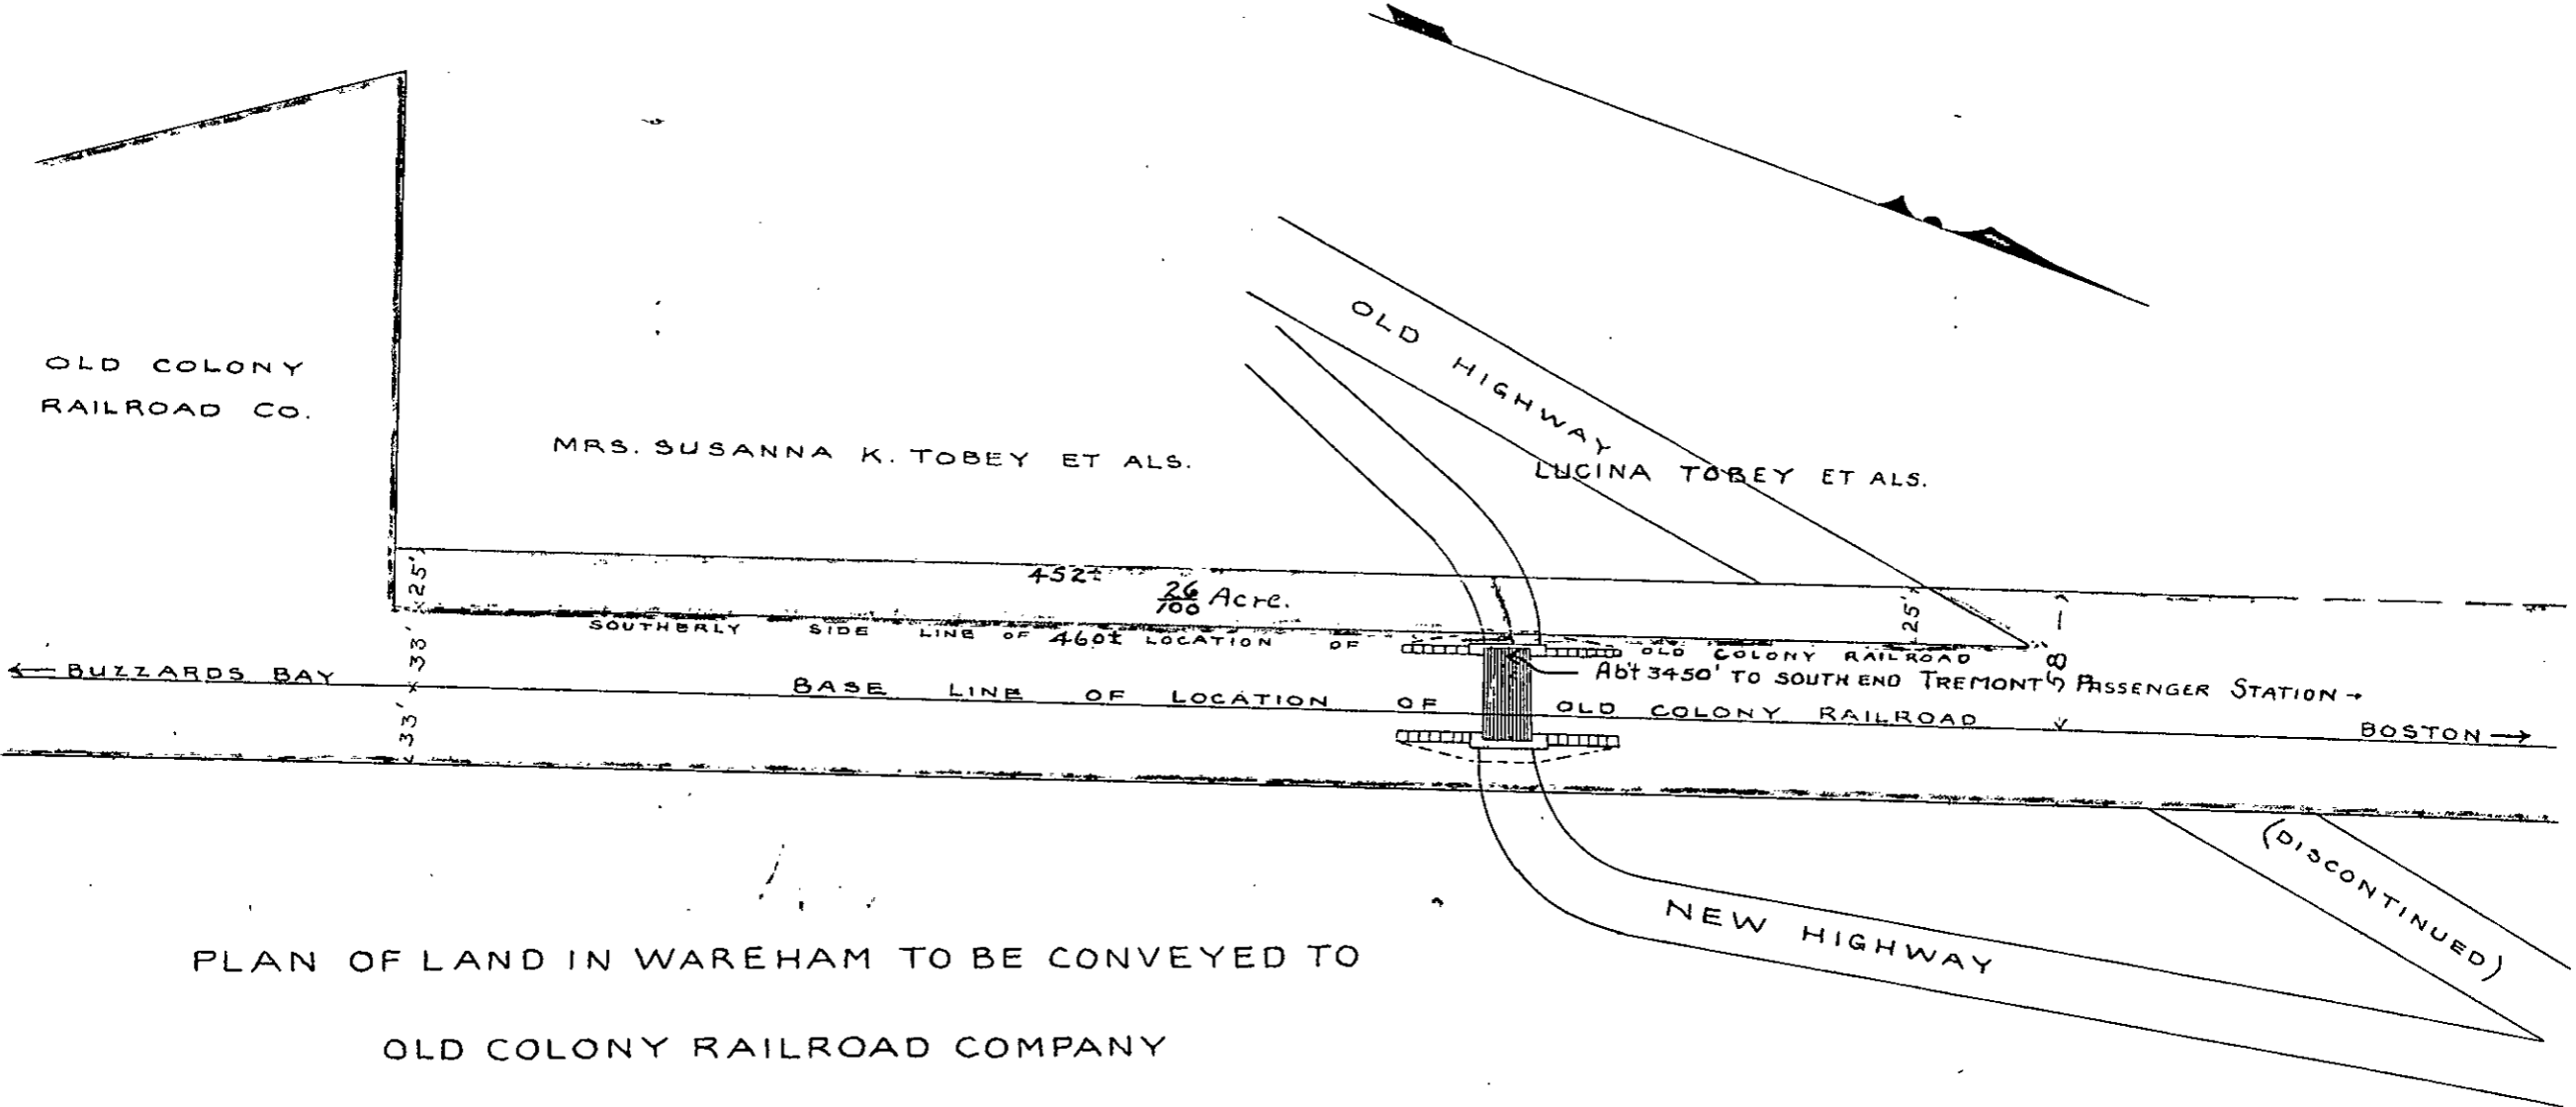 OLD COLONY
RAILROAD CO.
MRS. SUSANNA K. TOBEY ET ALS.
OLD HIGHWAY
LUCINA TOBEY ET ALS.
25'
452±
26/100 Acre.
25'
SOUTHERLY SIDE LINE OF 460± LOCATION OF OLD COLONY RAILROAD
33'
58
Ab't 3450' TO SOUTH END TREMONT PASSENGER STATION →
← BUZZARDS BAY
BASE LINE OF LOCATION OF OLD COLONY RAILROAD
BOSTON →
33'
(DISCONTINUED)
NEW HIGHWAY
PLAN OF LAND IN WAREHAM TO BE CONVEYED TO
OLD COLONY RAILROAD COMPANY